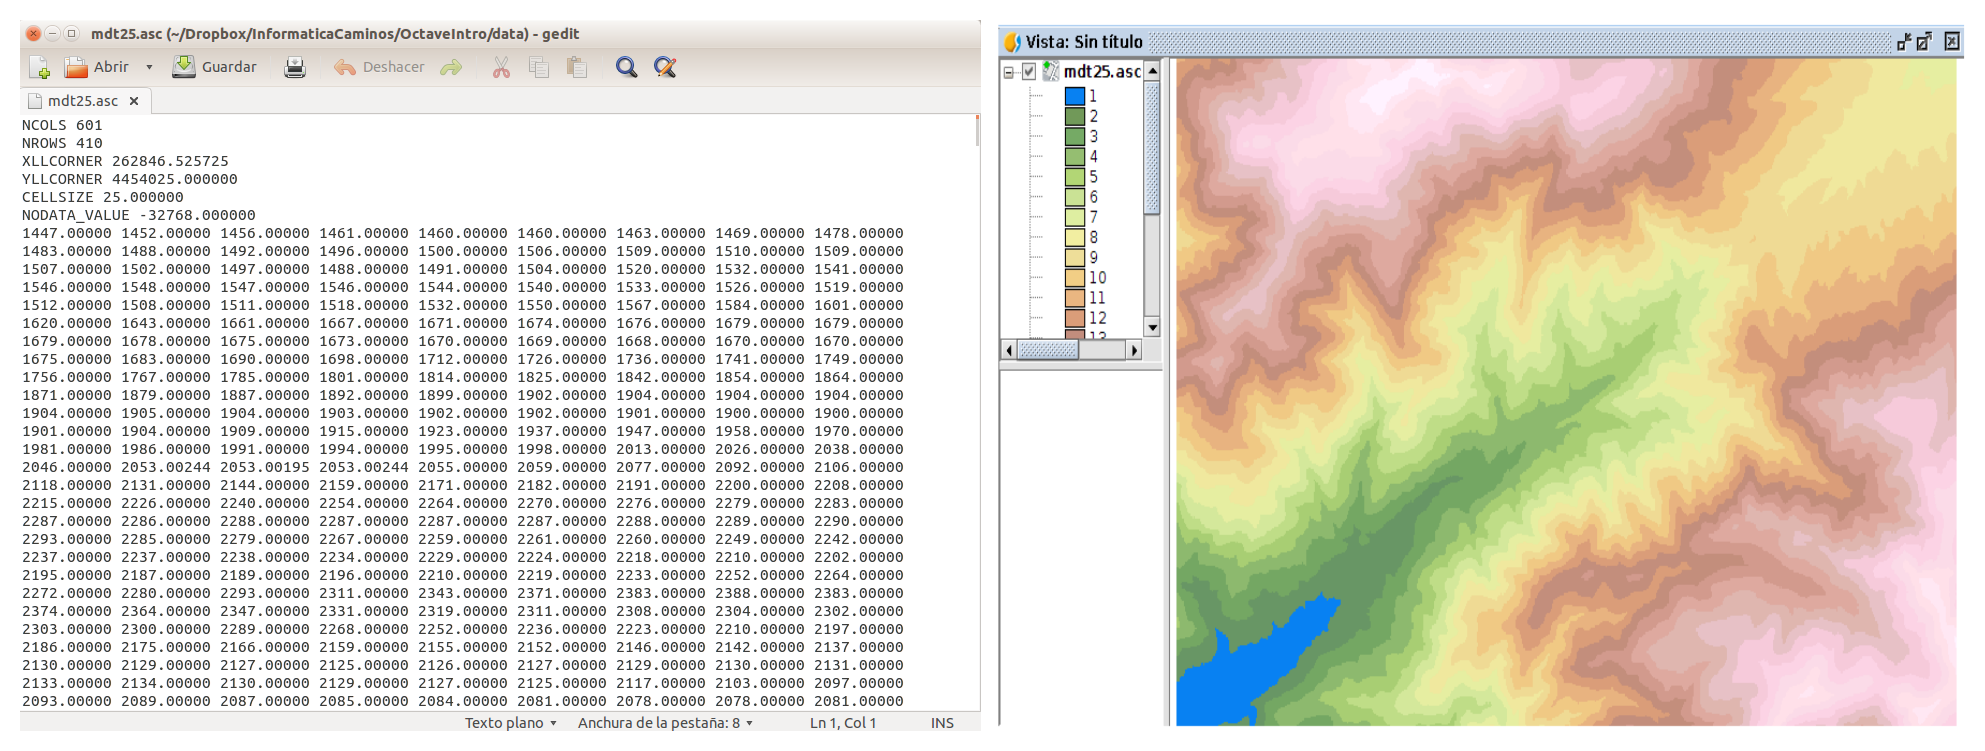 mdt25.asc (~/Dropbox/InformaticaCaminos/OctaveIntro/data) - gedit
Abrir Guardar Deshacer
mdt25.asc
NCOLS 601
NROWS 410
XLLCORNER 262846.525725
YLLCORNER 4454025.000000
CELLSIZE 25.000000
NODATA_VALUE -32768.000000
1447.00000 1452.00000 1456.00000 1461.00000 1460.00000 1460.00000 1463.00000 1469.00000 1478.00000
1483.00000 1488.00000 1492.00000 1496.00000 1500.00000 1506.00000 1509.00000 1510.00000 1509.00000
1507.00000 1502.00000 1497.00000 1488.00000 1491.00000 1504.00000 1520.00000 1532.00000 1541.00000
1546.00000 1548.00000 1547.00000 1546.00000 1544.00000 1540.00000 1533.00000 1526.00000 1519.00000
1512.00000 1508.00000 1511.00000 1518.00000 1532.00000 1550.00000 1567.00000 1584.00000 1601.00000
1620.00000 1643.00000 1661.00000 1667.00000 1671.00000 1674.00000 1676.00000 1679.00000 1679.00000
1679.00000 1678.00000 1675.00000 1673.00000 1670.00000 1669.00000 1668.00000 1670.00000 1670.00000
1675.00000 1683.00000 1690.00000 1698.00000 1712.00000 1726.00000 1736.00000 1741.00000 1749.00000
1756.00000 1767.00000 1785.00000 1801.00000 1814.00000 1825.00000 1842.00000 1854.00000 1864.00000
1871.00000 1879.00000 1887.00000 1892.00000 1899.00000 1902.00000 1904.00000 1904.00000 1904.00000
1904.00000 1905.00000 1904.00000 1903.00000 1902.00000 1902.00000 1901.00000 1900.00000 1900.00000
1901.00000 1904.00000 1909.00000 1915.00000 1923.00000 1937.00000 1947.00000 1958.00000 1970.00000
1981.00000 1986.00000 1991.00000 1994.00000 1995.00000 1998.00000 2013.00000 2026.00000 2038.00000
2046.00000 2053.00244 2053.00195 2053.00244 2055.00000 2059.00000 2077.00000 2092.00000 2106.00000
2118.00000 2131.00000 2144.00000 2159.00000 2171.00000 2182.00000 2191.00000 2200.00000 2208.00000
2215.00000 2226.00000 2240.00000 2254.00000 2264.00000 2270.00000 2276.00000 2279.00000 2283.00000
2287.00000 2286.00000 2288.00000 2287.00000 2287.00000 2287.00000 2288.00000 2289.00000 2290.00000
2293.00000 2285.00000 2279.00000 2267.00000 2259.00000 2261.00000 2260.00000 2249.00000 2242.00000
2237.00000 2237.00000 2238.00000 2234.00000 2229.00000 2224.00000 2218.00000 2210.00000 2202.00000
2195.00000 2187.00000 2189.00000 2196.00000 2210.00000 2219.00000 2233.00000 2252.00000 2264.00000
2272.00000 2280.00000 2293.00000 2311.00000 2343.00000 2371.00000 2383.00000 2388.00000 2383.00000
2374.00000 2364.00000 2347.00000 2331.00000 2319.00000 2311.00000 2308.00000 2304.00000 2302.00000
2303.00000 2300.00000 2289.00000 2268.00000 2252.00000 2236.00000 2223.00000 2210.00000 2197.00000
2186.00000 2175.00000 2166.00000 2159.00000 2155.00000 2152.00000 2146.00000 2142.00000 2137.00000
2130.00000 2129.00000 2127.00000 2125.00000 2126.00000 2127.00000 2129.00000 2130.00000 2131.00000
2133.00000 2134.00000 2130.00000 2129.00000 2127.00000 2125.00000 2117.00000 2103.00000 2097.00000
2093.00000 2089.00000 2087.00000 2085.00000 2084.00000 2081.00000 2078.00000 2078.00000 2081.00000
Texto plano Anchura de la pestaña: 8 Ln 1, Col 1 INS
Vista: Sin título
mdt25.asc
1
2
3
4
5
6
7
8
9
10
11
12
13